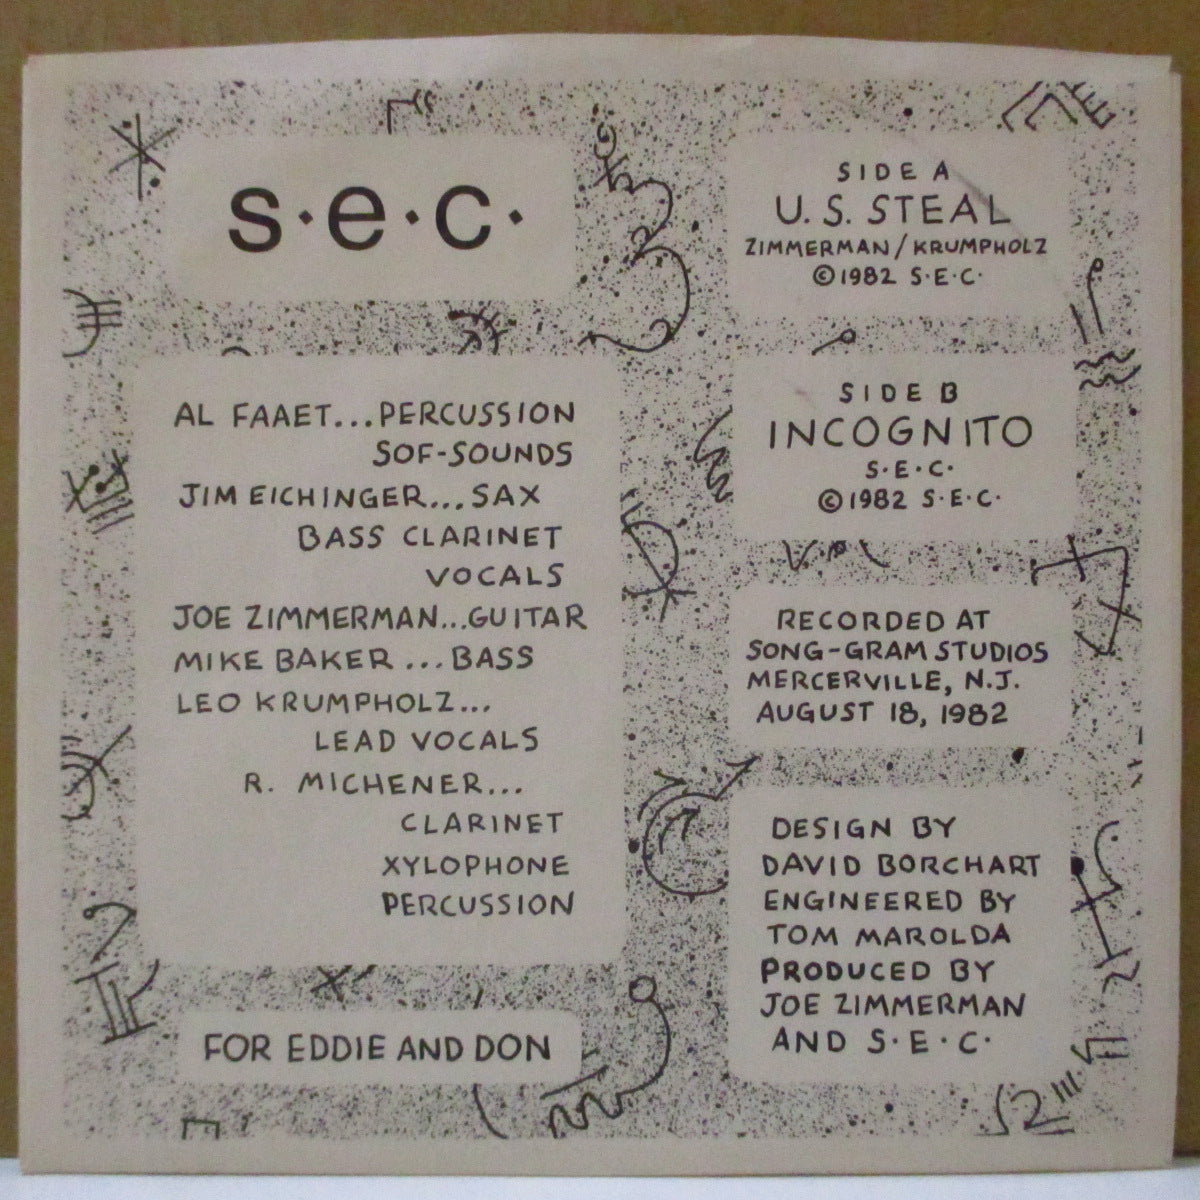 s·e·c·
AL FAAET...PERCUSSION
SOF-SOUNDS
JIM EICHINGER...SAX
BASS CLARINET
VOCALS
JOE ZIMMERMAN...GUITAR
MIKE BAKER...BASS
LEO KRUMPHOLZ...
LEAD VOCALS
R. MICHENER...
CLARINET
XYLOPHONE
PERCUSSION
FOR EDDIE AND DON
SIDE A
U.S. STEAL
ZIMMERMAN/KRUMPHOLZ
©1982 S·E·C·
SIDE B
INCOGNITO
S·E·C·
©1982 S·E·C·
RECORDED AT
SONG-GRAM STUDIOS
MERCERVILLE, N.J.
AUGUST 18, 1982
DESIGN BY
DAVID BORCHART
ENGINEERED BY
TOM MAROLDA
PRODUCED BY
JOE ZIMMERMAN
AND S·E·C·